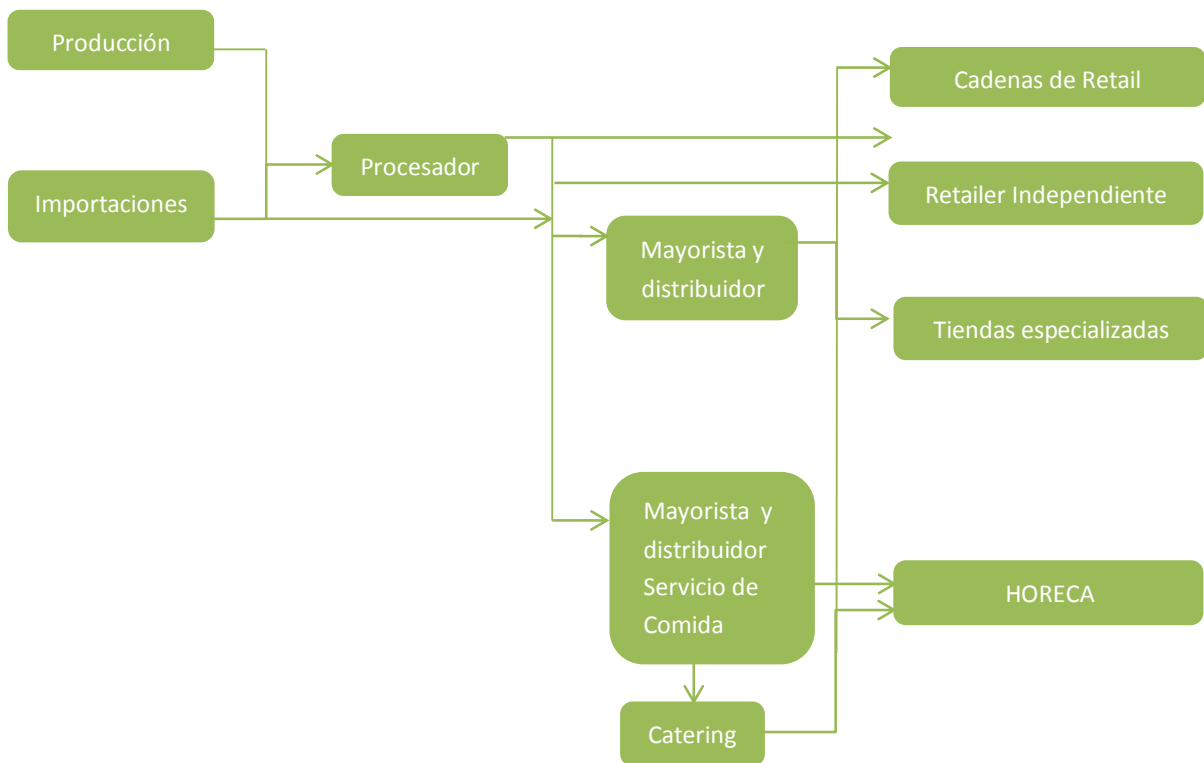 Producción
Cadenas de Retail
Procesador
Importaciones
Retailer Independiente
Mayorista y
distribuidor
Tiendas especializadas
Mayorista y
distribuidor
Servicio de
Comida
HORECA
Catering